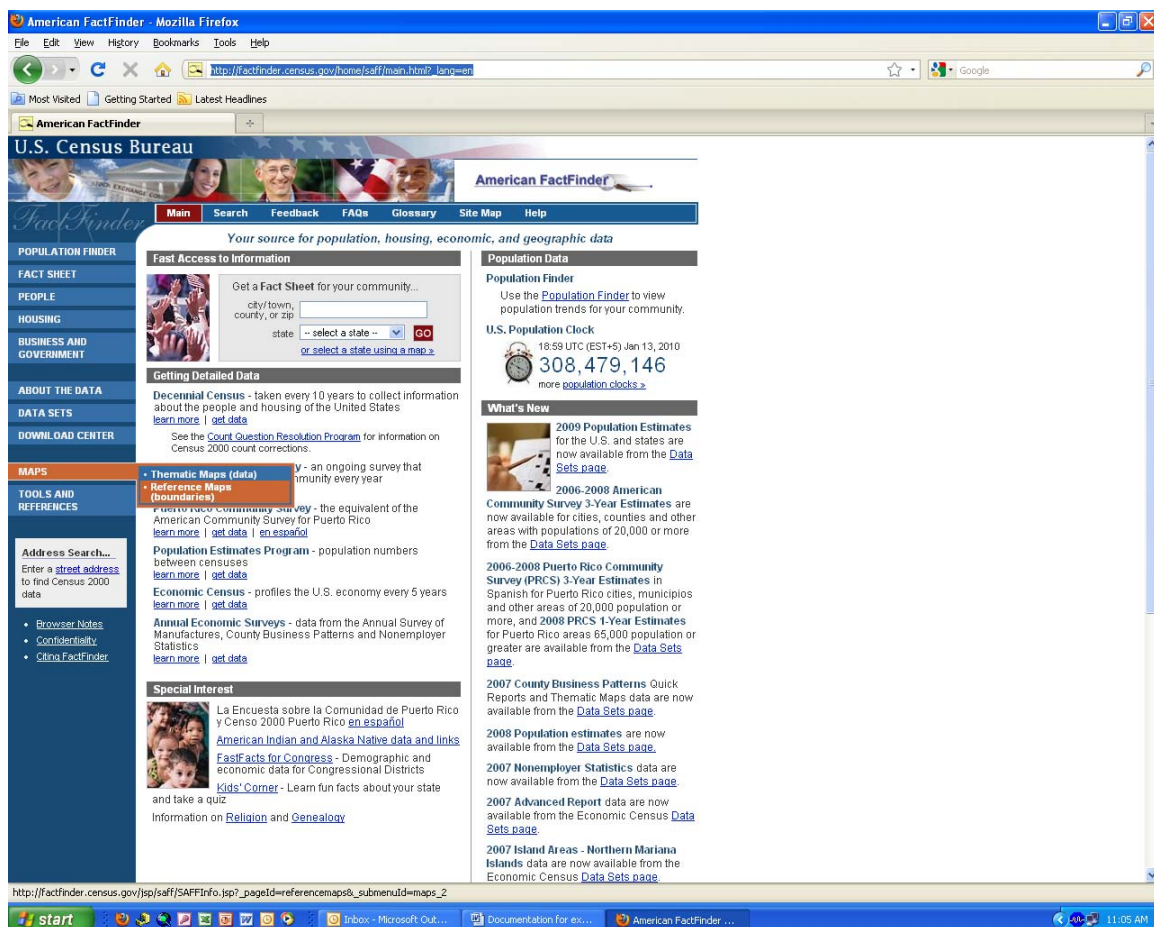 American FactFinder - Mozilla Firefox
File Edit View History Bookmarks Tools Help
http://factfinder.census.gov/home/saff/main.html?_lang=en
Google
Most Visited Getting Started Latest Headlines
American FactFinder
U.S. Census Bureau
American FactFinder
FactFinder
Main Search Feedback FAQs Glossary Site Map Help
Your source for population, housing, economic, and geographic data
POPULATION FINDER
FACT SHEET
PEOPLE
HOUSING
BUSINESS AND
GOVERNMENT
ABOUT THE DATA
DATA SETS
DOWNLOAD CENTER
MAPS
• Thematic Maps (data)
• Reference Maps
(boundaries)
TOOLS AND
REFERENCES
Address Search...
Enter a street address
to find Census 2000
data
• Browser Notes
• Confidentiality
• Citing FactFinder
Fast Access to Information
Get a Fact Sheet for your community...
city/town,
county, or zip
state -- select a state -- GO
or select a state using a map »
Getting Detailed Data
Decennial Census - taken every 10 years to collect information
about the people and housing of the United States
learn more | get data
See the Count Question Resolution Program for information on
Census 2000 count corrections.
y - an ongoing survey that
mmunity every year
Puerto Rico Community Survey - the equivalent of the
American Community Survey for Puerto Rico
learn more | get data | en español
Population Estimates Program - population numbers
between censuses
learn more | get data
Economic Census - profiles the U.S. economy every 5 years
learn more | get data
Annual Economic Surveys - data from the Annual Survey of
Manufactures, County Business Patterns and Nonemployer
Statistics
learn more | get data
Special Interest
La Encuesta sobre la Comunidad de Puerto Rico
y Censo 2000 Puerto Rico en español
American Indian and Alaska Native data and links
FastFacts for Congress - Demographic and
economic data for Congressional Districts
Kids' Corner - Learn fun facts about your state
and take a quiz
Information on Religion and Genealogy
Population Data
Population Finder
Use the Population Finder to view
population trends for your community.
U.S. Population Clock
18:59 UTC (EST+5) Jan 13, 2010
308,479,146
more population clocks »
What's New
2009 Population Estimates
for the U.S. and states are
now available from the Data
Sets page.
2006-2008 American
Community Survey 3-Year Estimates are
now available for cities, counties and other
areas with populations of 20,000 or more
from the Data Sets page.
2006-2008 Puerto Rico Community
Survey (PRCS) 3-Year Estimates in
Spanish for Puerto Rico cities, municipios
and other areas of 20,000 population or
more, and 2008 PRCS 1-Year Estimates
for Puerto Rico areas 65,000 population or
greater are available from the Data Sets
page.
2007 County Business Patterns Quick
Reports and Thematic Maps data are now
available from the Data Sets page.
2008 Population estimates are now
available from the Data Sets page.
2007 Nonemployer Statistics data are
now available from the Data Sets page.
2007 Advanced Report data are now
available from the Economic Census Data
Sets page.
2007 Island Areas - Northern Mariana
Islands data are now available from the
Economic Census Data Sets page.
http://factfinder.census.gov/jsp/saff/SAFFInfo.jsp?_pageId=referencemaps&_submenuId=maps_2
start Inbox - Microsoft Out... Documentation for ex... American FactFinder ... 11:05 AM